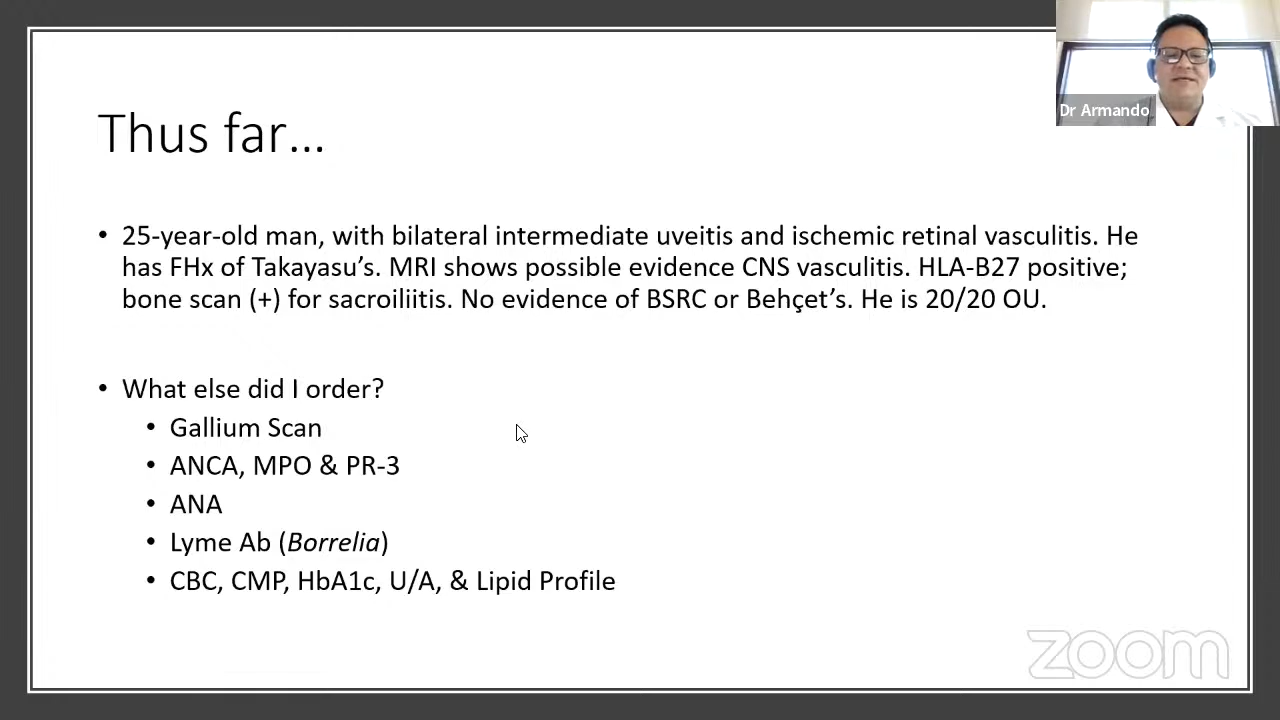 Dr Armando
Thus far...
• 25-year-old man, with bilateral intermediate uveitis and ischemic retinal vasculitis. He
has FHx of Takayasu's. MRI shows possible evidence CNS vasculitis. HLA-B27 positive;
bone scan (+) for sacroiliitis. No evidence of BSRC or Behçet's. He is 20/20 OU.
• What else did I order?
• Gallium Scan
• ANCA, MPO & PR-3
• ANA
• Lyme Ab (Borrelia)
• CBC, CMP, HbA1c, U/A, & Lipid Profile
zoom